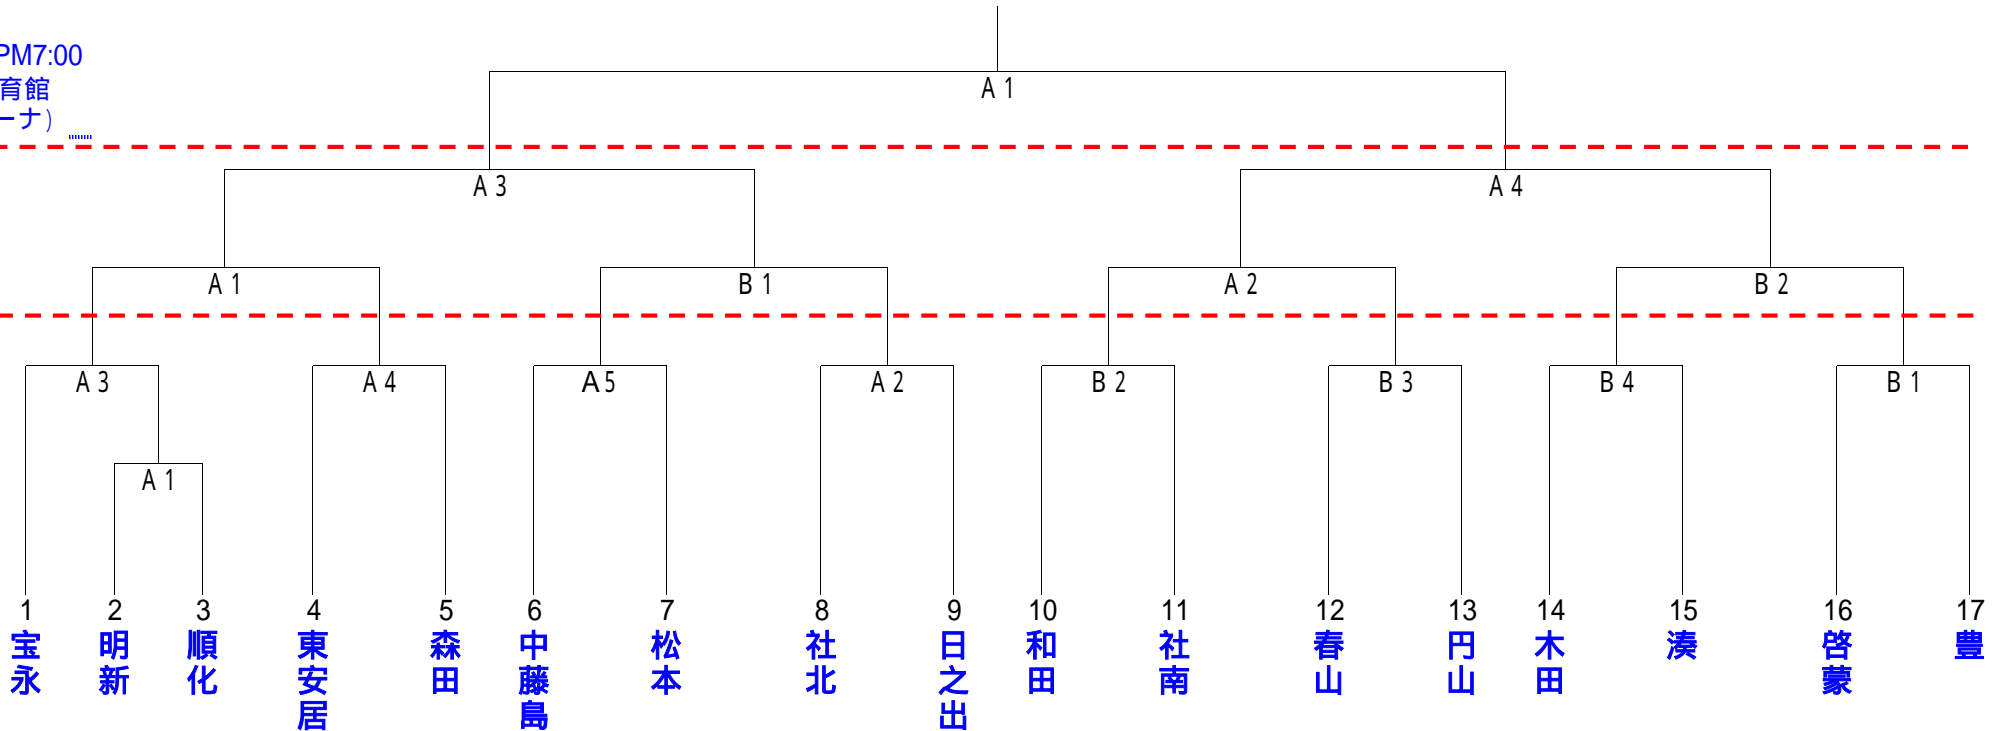 PM7:00
育館
ーナ)
A 1
A 3
A 4
A 1
B 1
A 2
B 2
A 3
A 4
A 5
A 2
B 2
B 3
B 4
B 1
A 1
1 2 3 4 5 6 7 8 9 10 11 12 13 14 15 16 17
宝永
明新
順化
東安居
森田
中藤島
松本
社北
日之出
和田
社南
春山
円山
木田
湊
啓蒙
豊